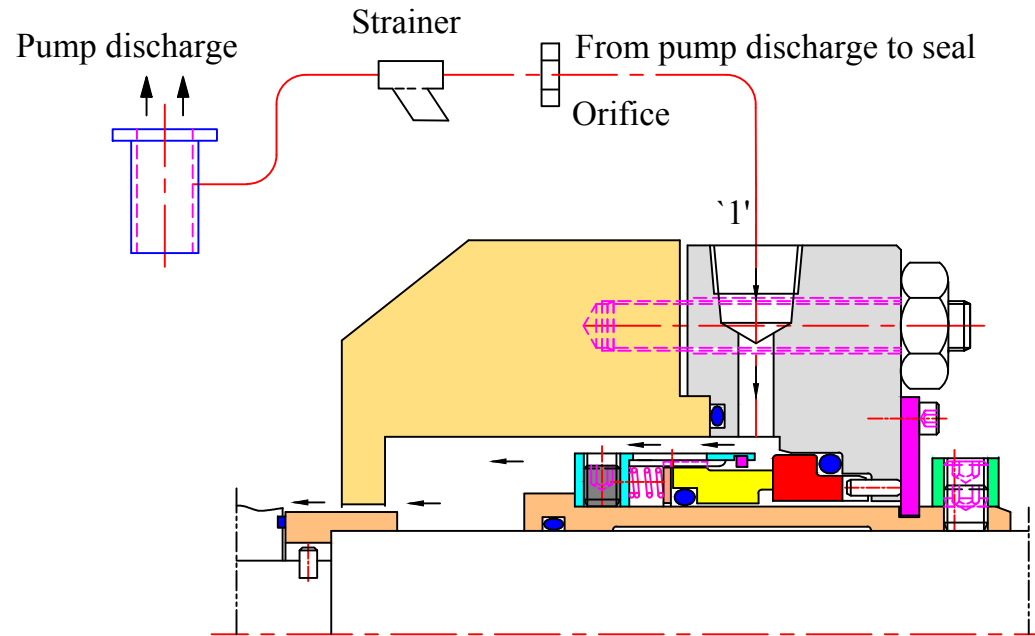 Strainer
Pump discharge
From pump discharge to seal
Orifice
`1'